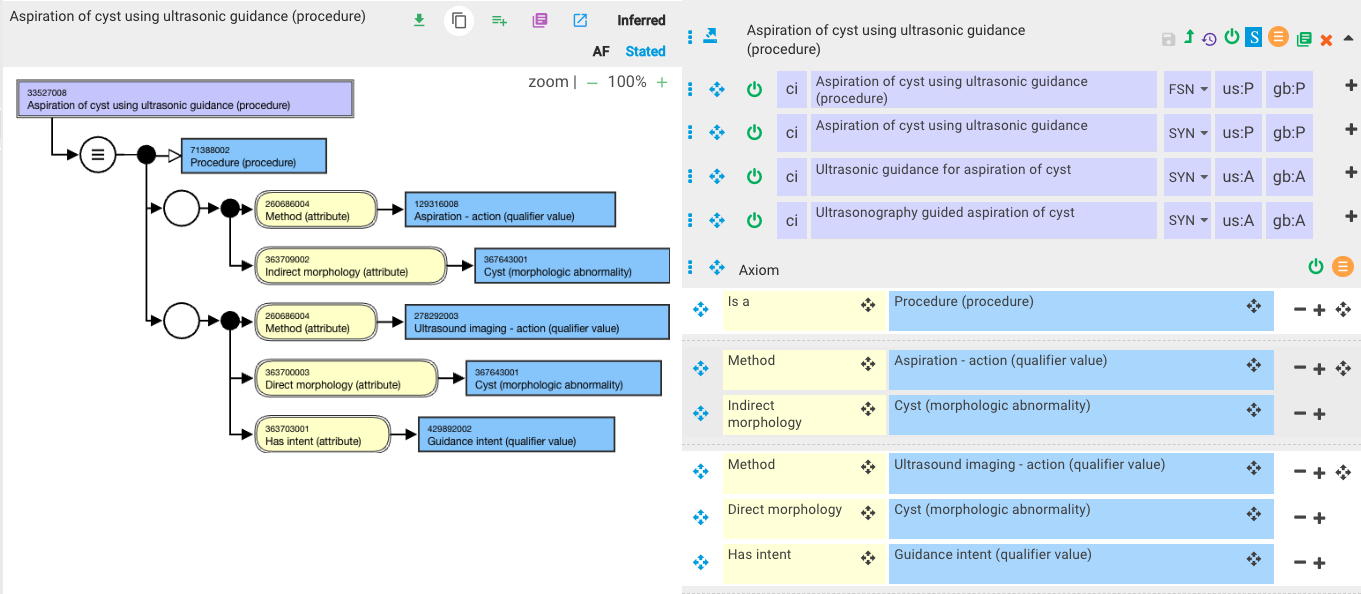 Aspiration of cyst using ultrasonic guidance (procedure)
Inferred
AF Stated
zoom | − 100% +
33527008
Aspiration of cyst using ultrasonic guidance (procedure)
71388002
Procedure (procedure)
260686004
Method (attribute)
129316008
Aspiration - action (qualifier value)
363709002
Indirect morphology (attribute)
367643001
Cyst (morphologic abnormality)
260686004
Method (attribute)
278292003
Ultrasound imaging - action (qualifier value)
363700003
Direct morphology (attribute)
367643001
Cyst (morphologic abnormality)
363703001
Has intent (attribute)
429892002
Guidance intent (qualifier value)
Aspiration of cyst using ultrasonic guidance
(procedure)
S
ci
Aspiration of cyst using ultrasonic guidance
(procedure)
FSN us:P gb:P
ci Aspiration of cyst using ultrasonic guidance SYN us:P gb:P
ci Ultrasonic guidance for aspiration of cyst SYN us:A gb:A
ci Ultrasonography guided aspiration of cyst SYN us:A gb:A
Axiom
Is a Procedure (procedure)
Method Aspiration - action (qualifier value)
Indirect
morphology
Cyst (morphologic abnormality)
Method Ultrasound imaging - action (qualifier value)
Direct morphology Cyst (morphologic abnormality)
Has intent Guidance intent (qualifier value)